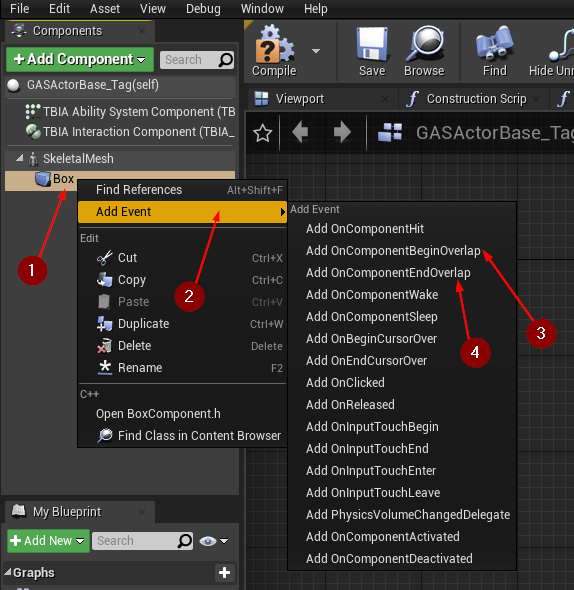 File Edit Asset View Debug Window Help
Components
Add Component Search
GASActorBase_Tag(self)
TBIA Ability System Component (TB
TBIA Interaction Component (TBIA_
SkeletalMesh
Box
Compile Save Browse Find Hide Unr
Viewport Construction Scrip
GASActorBase_Tag
Find References Alt+Shift+F
Add Event
Edit
Cut Ctrl+X
Copy Ctrl+C
Paste Ctrl+V
Duplicate Ctrl+W
Delete Delete
Rename F2
C++
Open BoxComponent.h
Find Class in Content Browser
Add Event
Add OnComponentHit
Add OnComponentBeginOverlap
Add OnComponentEndOverlap
Add OnComponentWake
Add OnComponentSleep
Add OnBeginCursorOver
Add OnEndCursorOver
Add OnClicked
Add OnReleased
Add OnInputTouchBegin
Add OnInputTouchEnd
Add OnInputTouchEnter
Add OnInputTouchLeave
Add PhysicsVolumeChangedDelegate
Add OnComponentActivated
Add OnComponentDeactivated
1
2
3
4
My Blueprint
Add New Search
Graphs